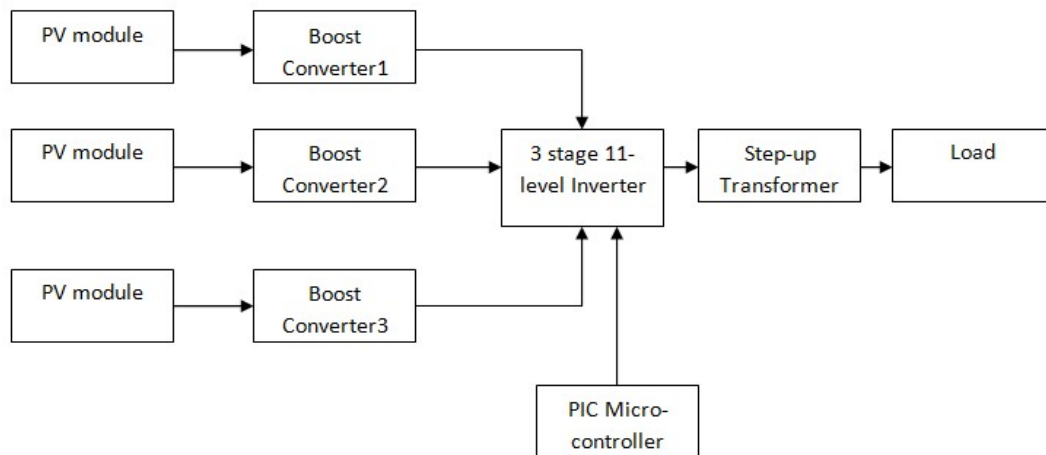 PV module
Boost
Converter1
PV module
Boost
Converter2
3 stage 11-
level Inverter
Step-up
Transformer
Load
PV module
Boost
Converter3
PIC Micro-
controller